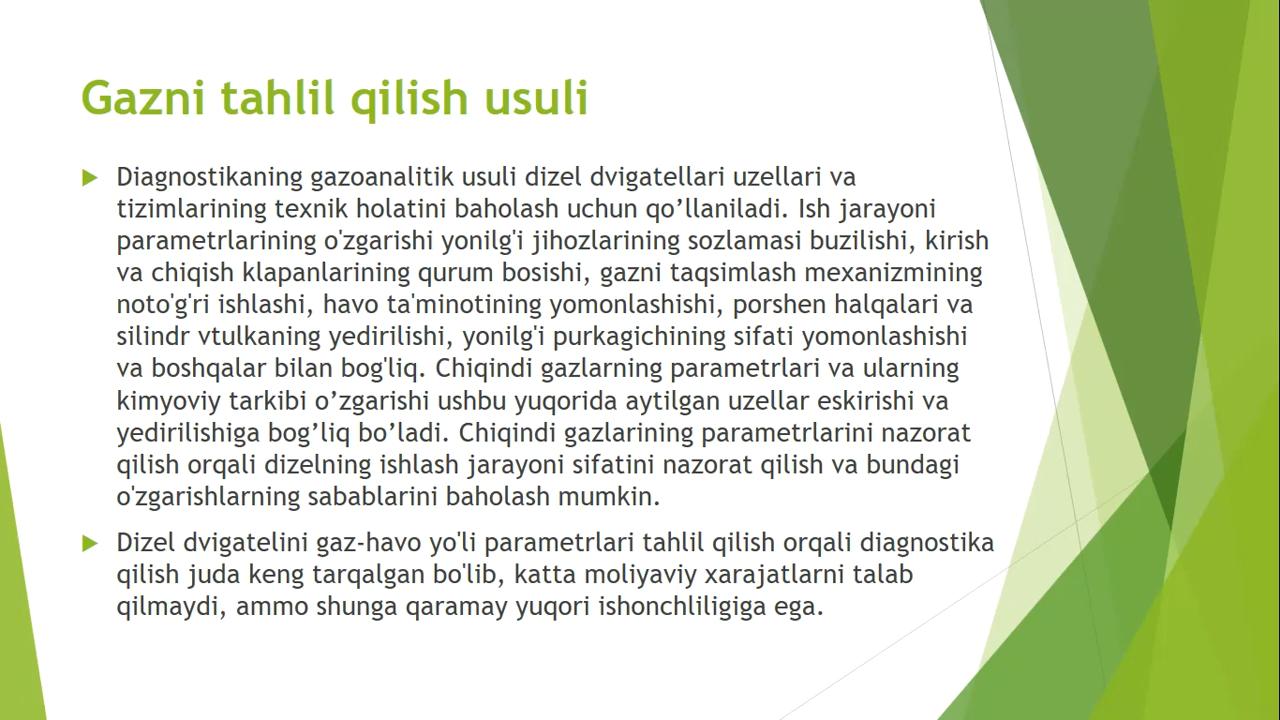 Gazni tahlil qilish usuli
Diagnostikaning gazoanalitik usuli dizel dvigatellari uzellari va
tizimlarining texnik holatini baholash uchun qo’llaniladi. Ish jarayoni
parametrlarining o'zgarishi yonilg'i jihozlarining sozlamasi buzilishi, kirish
va chiqish klapanlarining qurum bosishi, gazni taqsimlash mexanizmining
noto'g'ri ishlashi, havo ta'minotining yomonlashishi, porshen halqalari va
silindr vtulkaning yedirilishi, yonilg'i purkagichining sifati yomonlashishi
va boshqalar bilan bog'liq. Chiqindi gazlarning parametrlari va ularning
kimyoviy tarkibi o’zgarishi ushbu yuqorida aytilgan uzellar eskirishi va
yedirilishiga bog’liq bo’ladi. Chiqindi gazlarining parametrlarini nazorat
qilish orqali dizelning ishlash jarayoni sifatini nazorat qilish va bundagi
o'zgarishlarning sabablarini baholash mumkin.
Dizel dvigatelini gaz-havo yo'li parametrlari tahlil qilish orqali diagnostika
qilish juda keng tarqalgan bo'lib, katta moliyaviy xarajatlarni talab
qilmaydi, ammo shunga qaramay yuqori ishonchliligiga ega.